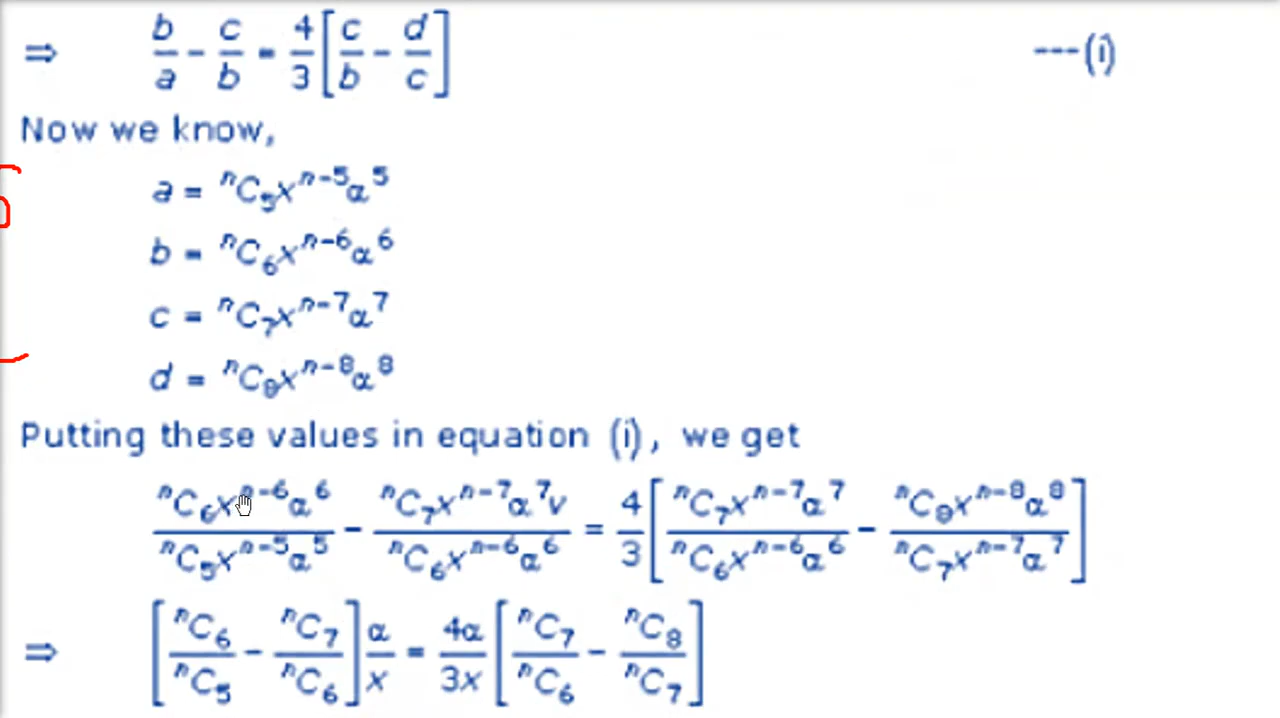 ⇒ b/a − c/b = 4/3 [c/b − d/c] ---(i)
Now we know,
a = ⁿC₅xⁿ⁻⁵α⁵
b = ⁿC₆xⁿ⁻⁶α⁶
c = ⁿC₇xⁿ⁻⁷α⁷
d = ⁿC₈xⁿ⁻⁸α⁸
Putting these values in equation (i), we get
ⁿC₆xⁿ⁻⁶α⁶/ⁿC₅xⁿ⁻⁵α⁵ − ⁿC₇xⁿ⁻⁷α⁷v/ⁿC₆xⁿ⁻⁶α⁶ = 4/3 [ⁿC₇xⁿ⁻⁷α⁷/ⁿC₆xⁿ⁻⁶α⁶ − ⁿC₈xⁿ⁻⁸α⁸/ⁿC₇xⁿ⁻⁷α⁷]
⇒ [ⁿC₆/ⁿC₅ − ⁿC₇/ⁿC₆] α/x = 4α/3x [ⁿC₇/ⁿC₆ − ⁿC₈/ⁿC₇]